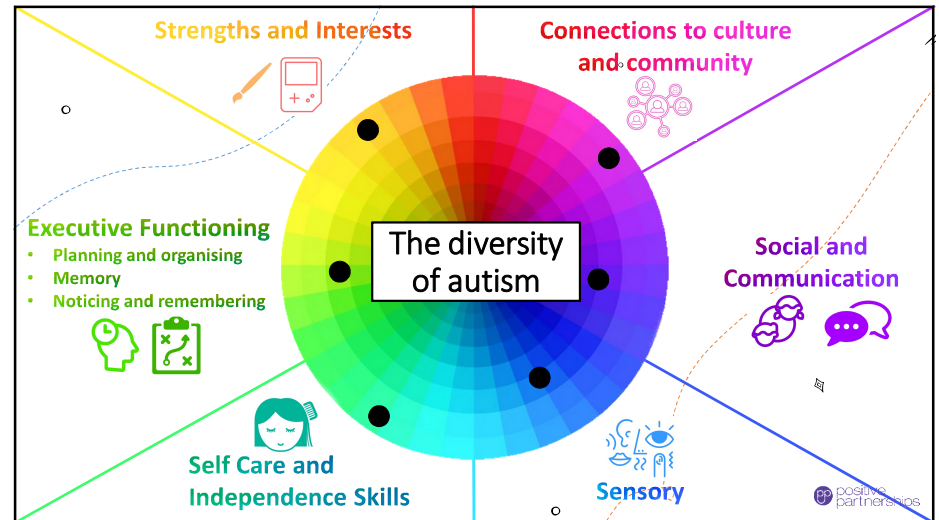 Strengths and Interests
Connections to culture
and community
Executive Functioning
• Planning and organising
• Memory
• Noticing and remembering
The diversity
of autism
Social and
Communication
Self Care and
Independence Skills
Sensory
pp positive
partnerships